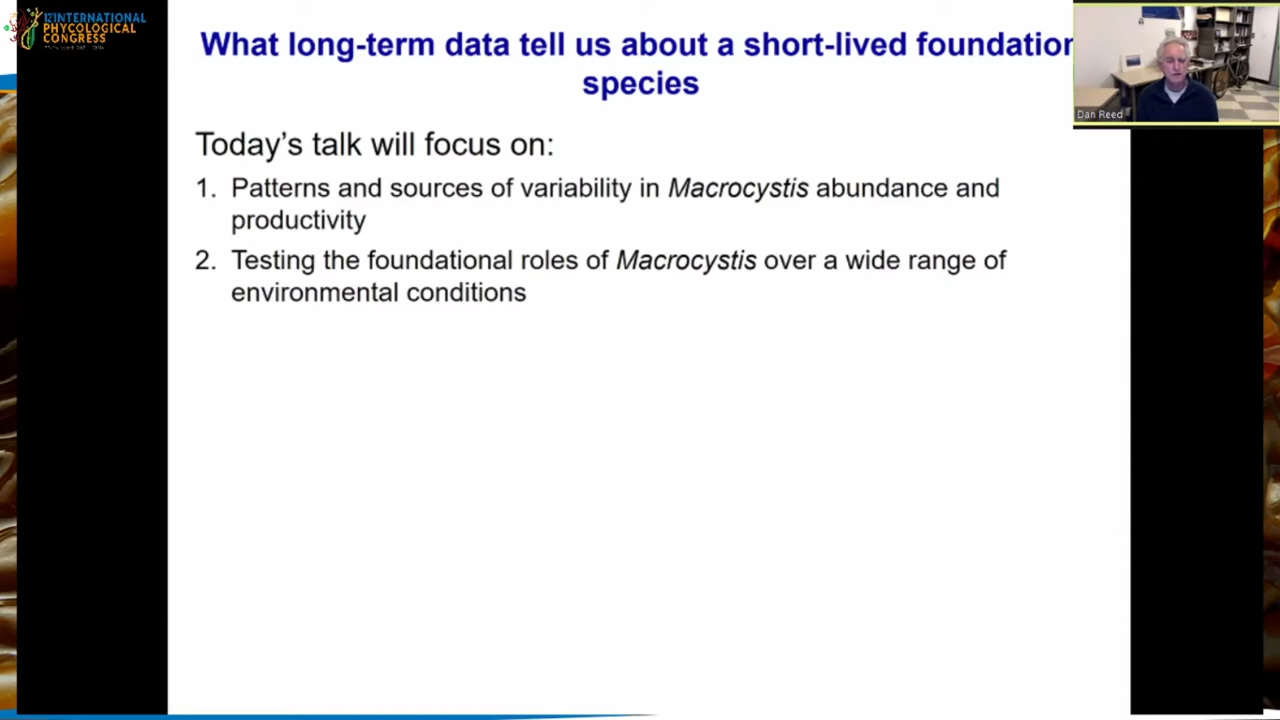 12th INTERNATIONAL
PHYCOLOGICAL
CONGRESS
What long-term data tell us about a short-lived foundation
species
Dan Reed
Today's talk will focus on:
1. Patterns and sources of variability in Macrocystis abundance and
productivity
2. Testing the foundational roles of Macrocystis over a wide range of
environmental conditions